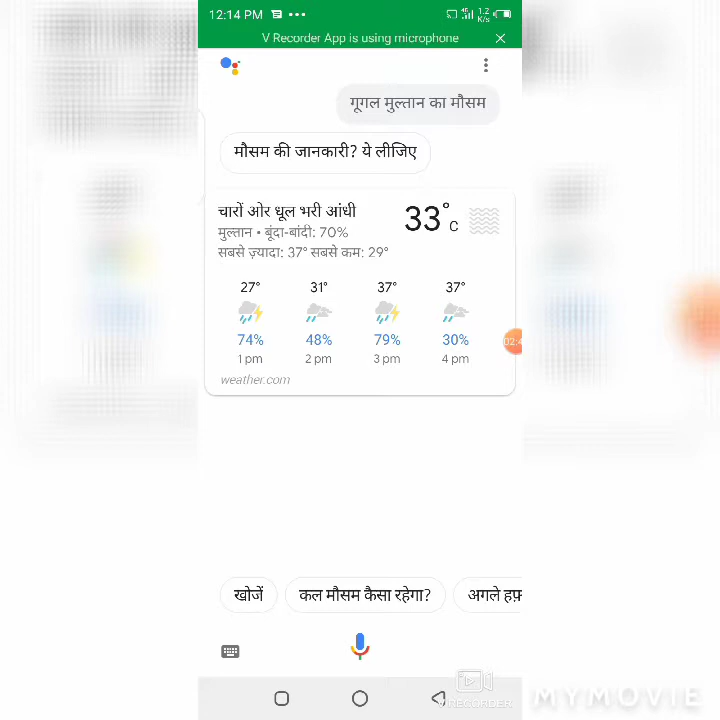 12:14 PM
1.2 K/s
V Recorder App is using microphone
गूगल मुल्तान का मौसम
मौसम की जानकारी? ये लीजिए
चारों ओर धूल भरी आंधी
33°C
मुल्तान • बूंदा-बांदी: 70%
सबसे ज़्यादा: 37° सबसे कम: 29°
27° 31° 37° 37°
74% 48% 79% 30%
1 pm 2 pm 3 pm 4 pm
weather.com
खोजें कल मौसम कैसा रहेगा? अगले
MYMOVIE